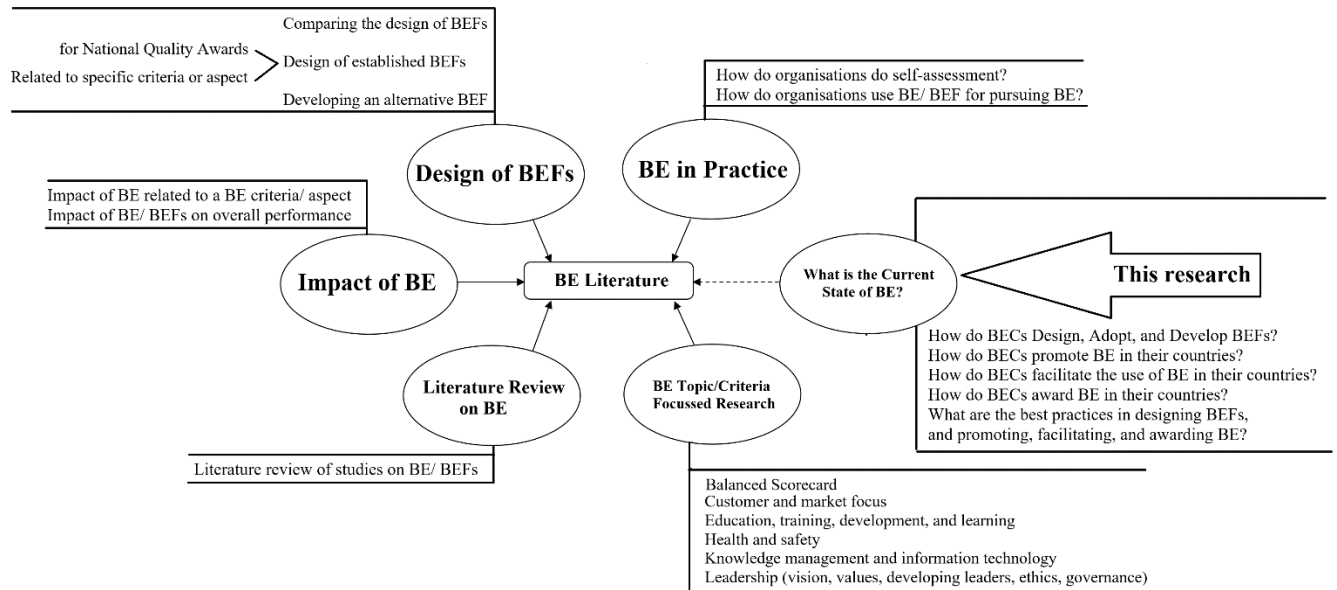 Comparing the design of BEFs
for National Quality Awards
Related to specific criteria or aspect
Design of established BEFs
Developing an alternative BEF
Design of BEFs
How do organisations do self-assessment?
How do organisations use BE/ BEF for pursuing BE?
BE in Practice
Impact of BE related to a BE criteria/ aspect
Impact of BE/ BEFs on overall performance
Impact of BE
BE Literature
What is the Current
State of BE?
This research
How do BECs Design, Adopt, and Develop BEFs?
How do BECs promote BE in their countries?
How do BECs facilitate the use of BE in their countries?
How do BECs award BE in their countries?
What are the best practices in designing BEFs,
and promoting, facilitating, and awarding BE?
Literature Review
on BE
Literature review of studies on BE/ BEFs
BE Topic/Criteria
Focussed Research
Balanced Scorecard
Customer and market focus
Education, training, development, and learning
Health and safety
Knowledge management and information technology
Leadership (vision, values, developing leaders, ethics, governance)